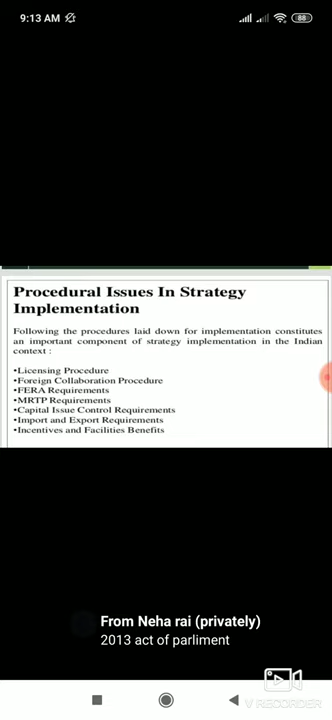 9:13 AM
88
Procedural Issues In Strategy
Implementation
Following the procedures laid down for implementation constitutes
an important component of strategy implementation in the Indian
context :
•Licensing Procedure
•Foreign Collaboration Procedure
•FERA Requirements
•MRTP Requirements
•Capital Issue Control Requirements
•Import and Export Requirements
•Incentives and Facilities Benefits
From Neha rai (privately)
2013 act of parliment
V RECORDER